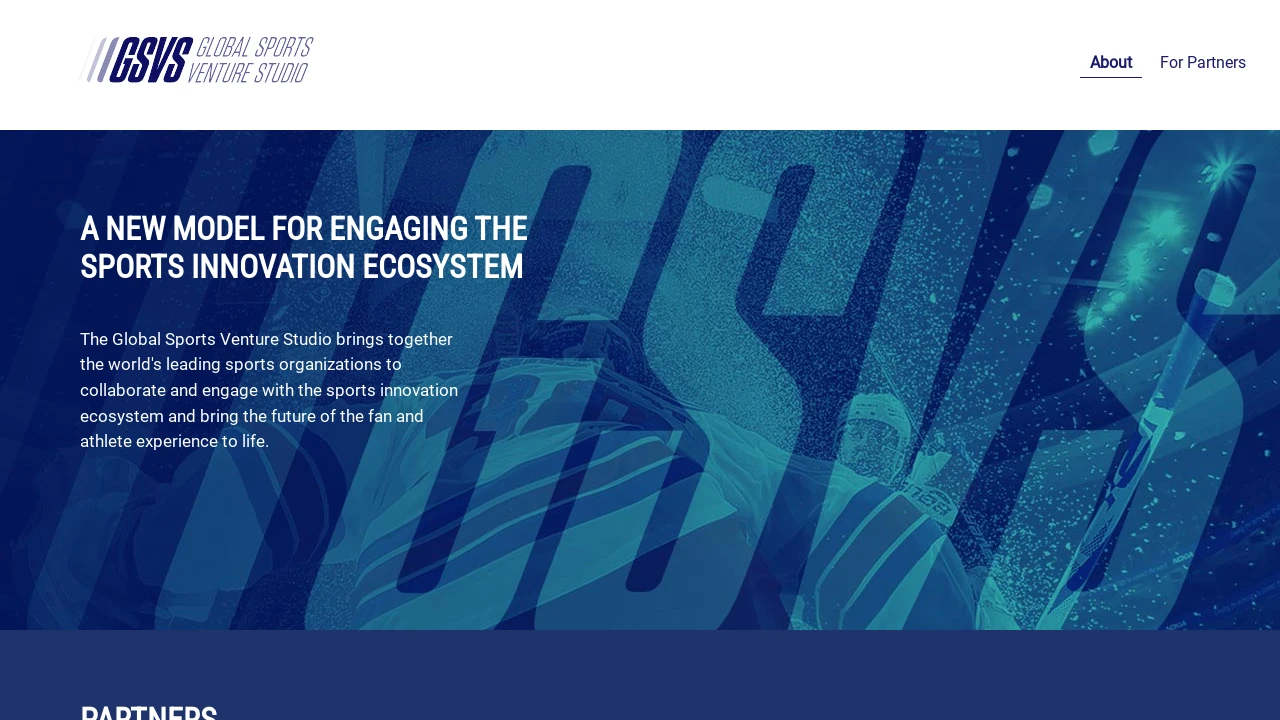 GSVS GLOBAL SPORTS
VENTURE STUDIO
About
For Partners
A NEW MODEL FOR ENGAGING THE
SPORTS INNOVATION ECOSYSTEM
The Global Sports Venture Studio brings together
the world's leading sports organizations to
collaborate and engage with the sports innovation
ecosystem and bring the future of the fan and
athlete experience to life.
GSVS
NOKIA
PARTNERS